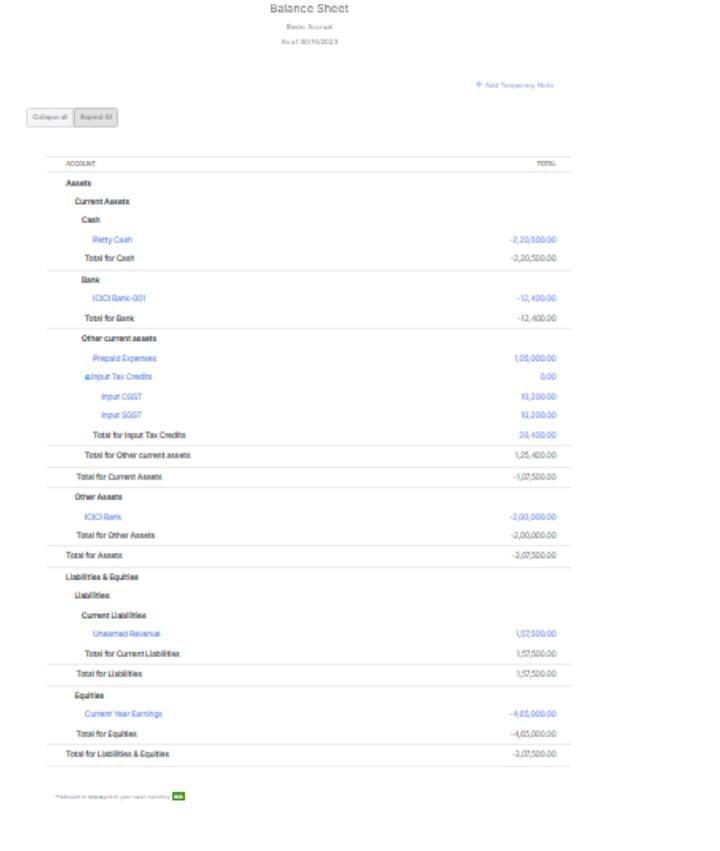 Balance Sheet
Basis: Accrual
As of
Add Temporary Note
Collapse all Expand All
ACCOUNT TOTAL
Assets
Current Assets
Cash
Petty Cash -2,20,500.00
Total for Cash -2,20,500.00
Bank
ICICI Bank-001 -12,400.00
Total for Bank -12,400.00
Other current assets
Prepaid Expenses 1,05,000.00
Input Tax Credits 0.00
Input CGST 10,200.00
Input SGST 10,200.00
Total for Input Tax Credits 20,400.00
Total for Other current assets 1,25,400.00
Total for Current Assets -1,07,500.00
Other Assets
ICICI Bank -2,00,000.00
Total for Other Assets -2,00,000.00
Total for Assets -3,07,500.00
Liabilities & Equities
Liabilities
Current Liabilities
Unearned Revenue 1,57,500.00
Total for Current Liabilities 1,57,500.00
Total for Liabilities 1,57,500.00
Equities
Current Year Earnings -4,65,000.00
Total for Equities -4,65,000.00
Total for Liabilities & Equities -3,07,500.00
**Amount is displayed in your base currency